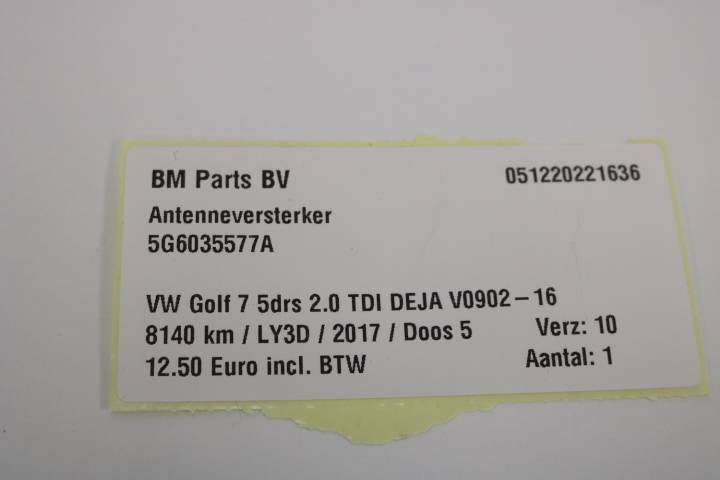 BM Parts BV 051220221636
Antenneversterker
5G6035577A
VW Golf 7 5drs 2.0 TDI DEJA V0902-16
8140 km / LY3D / 2017 / Doos 5 Verz: 10
12.50 Euro incl. BTW Aantal: 1